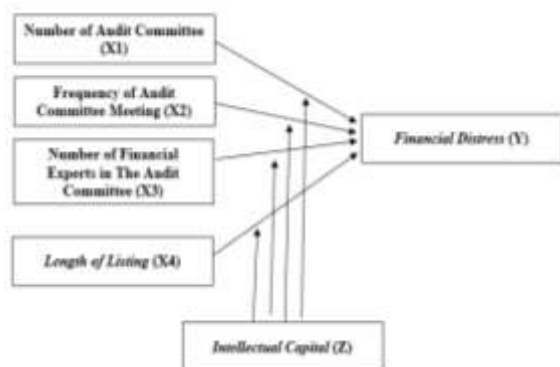 Number of Audit Committee
(X1)
Frequency of Audit
Committee Meeting (X2)
Number of Financial
Experts in The Audit
Committee (X3)
Financial Distress (Y)
Length of Listing (X4)
Intellectual Capital (Z)